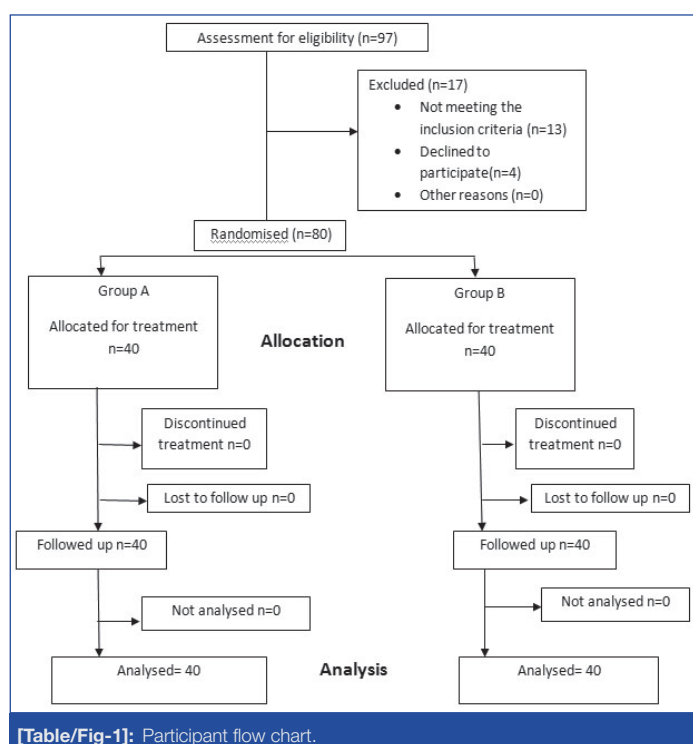 Assessment for eligibility (n=97)
Excluded (n=17)
• Not meeting the
inclusion criteria (n=13)
• Declined to
participate(n=4)
• Other reasons (n=0)
Randomised (n=80)
Group A
Allocated for treatment
n=40
Allocation
Group B
Allocated for treatment
n=40
Discontinued
treatment n=0
Discontinued
treatment n=0
Lost to follow up n=0
Lost to follow up n=0
Followed up n=40
Followed up n=40
Not analysed n=0
Not analysed n=0
Analysed= 40
Analysis
Analysed= 40
[Table/Fig-1]: Participant flow chart.